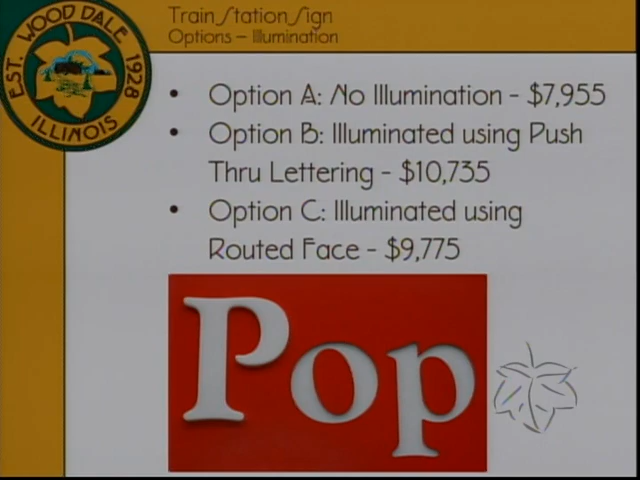 EST. WOOD DALE 1928
ILLINOIS
Train Station Sign
Options – Illumination
• Option A: No Illumination - $7,955
• Option B: Illuminated using Push
Thru Lettering - $10,735
• Option C: Illuminated using
Routed Face - $9,775
Pop